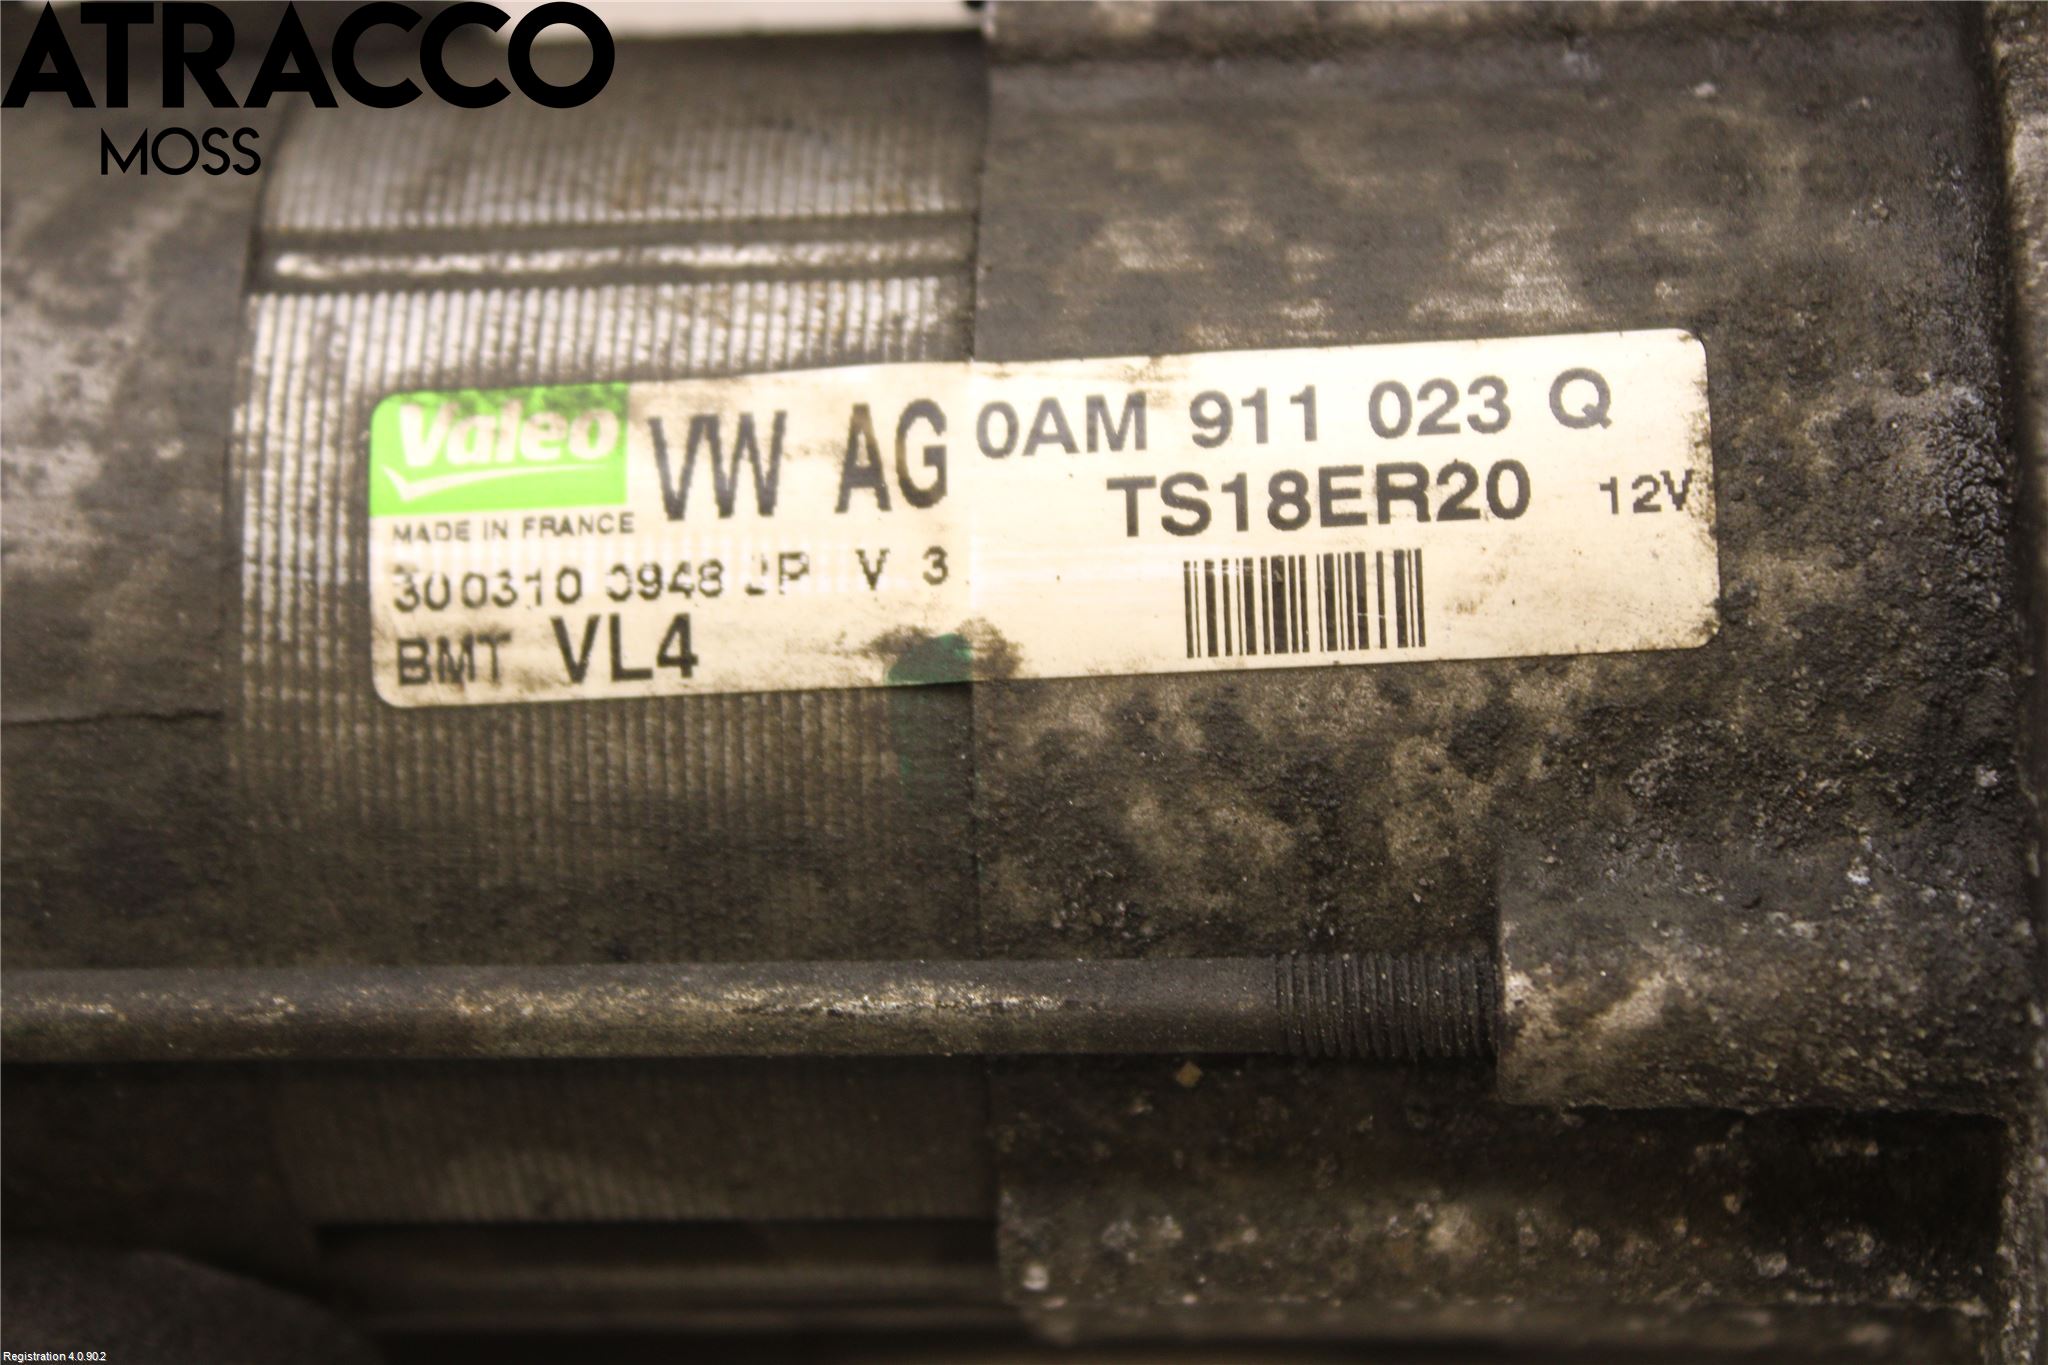 ATRACCO
MOSS
Valeo VW AG 0AM 911 023 Q
TS18ER20 12V
MADE IN FRANCE
V 3
BMT VL4
Registration 4.0.90.2